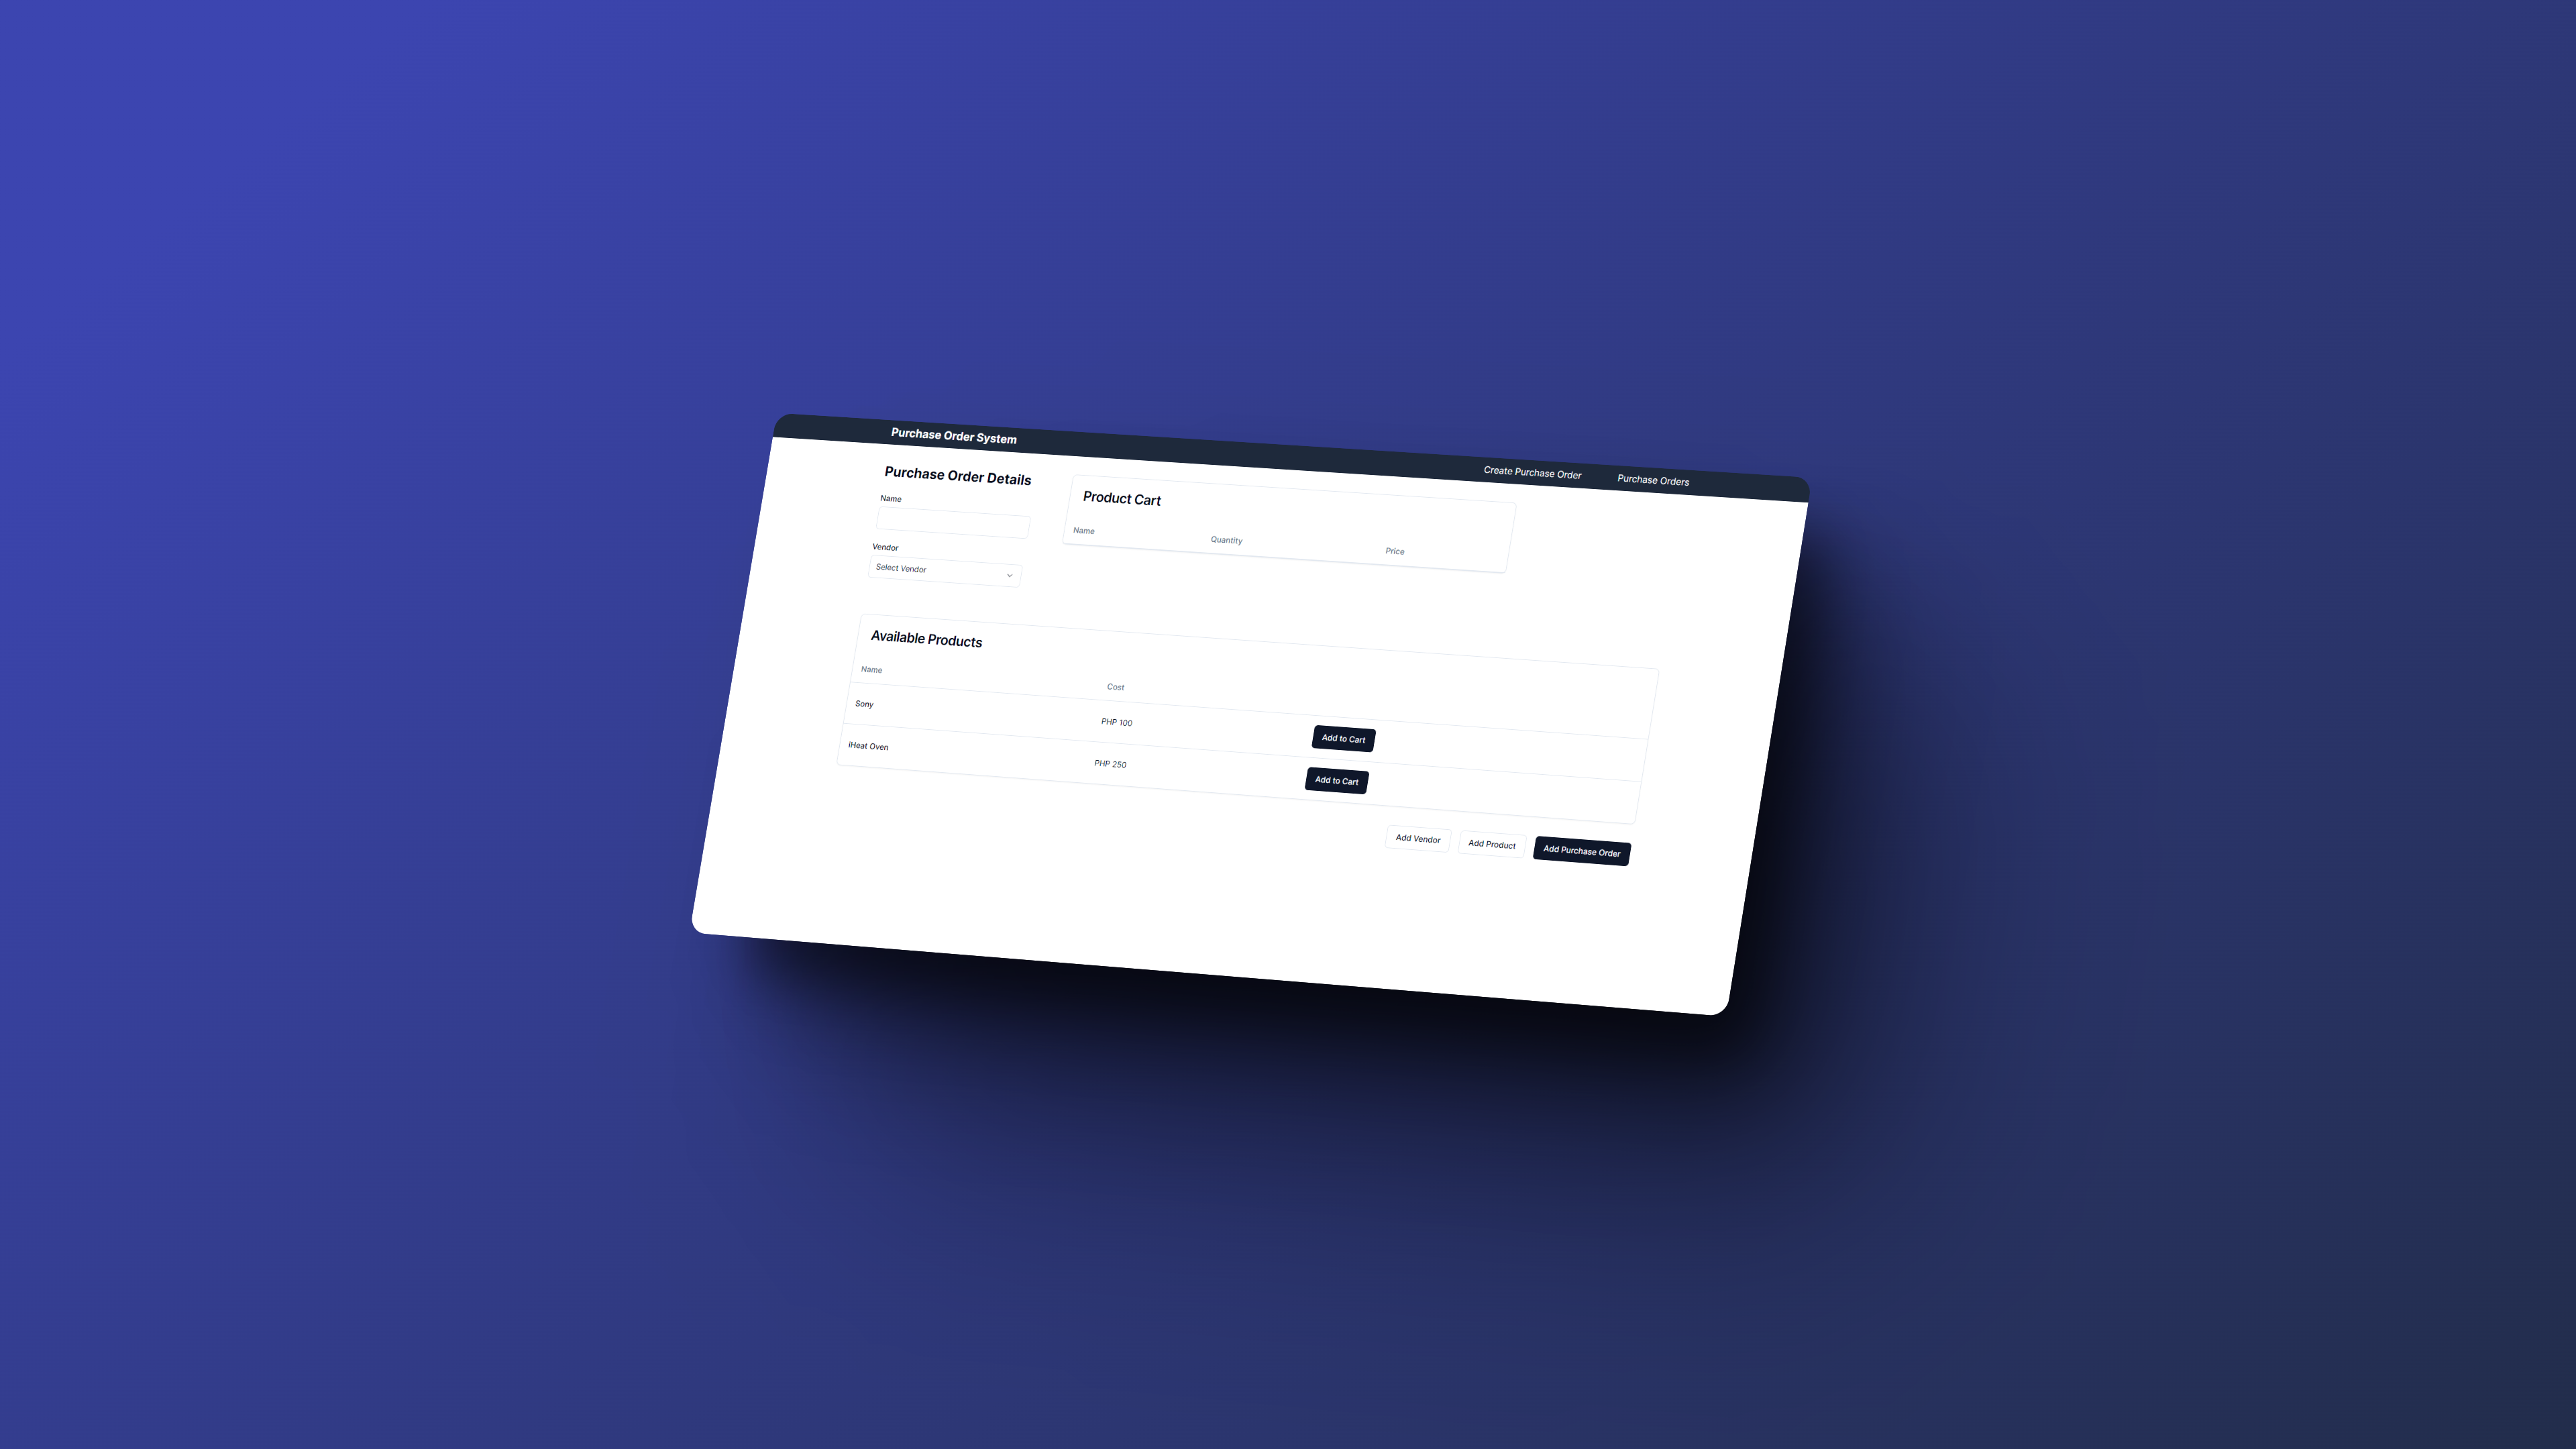 Purchase Order System
Create Purchase Order
Purchase Orders
Purchase Order Details
Name
Vendor
Select Vendor
Product Cart
Name Quantity Price
Available Products
Name Cost
Sony PHP 100 Add to Cart
iHeat Oven PHP 250 Add to Cart
Add Vendor Add Product Add Purchase Order